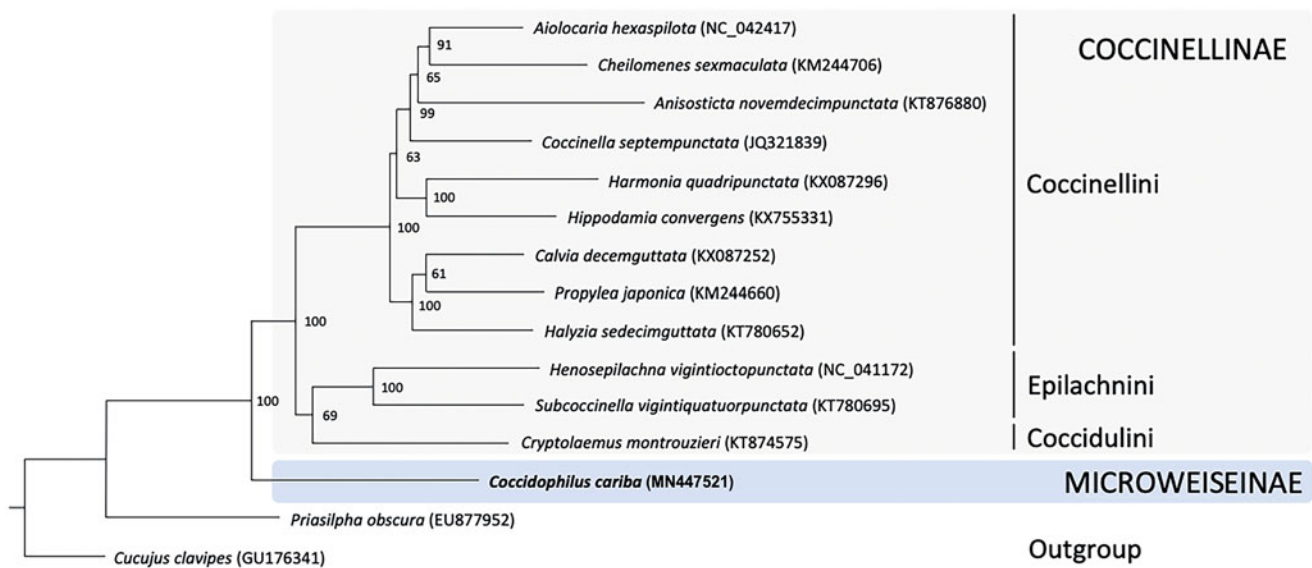 Aiolocaria hexaspilota (NC_042417)
COCCINELLINAE
91
Cheilomenes sexmaculata (KM244706)
65
Anisosticta novemdecimpunctata (KT876880)
99
Coccinella septempunctata (JQ321839)
63
Harmonia quadripunctata (KX087296)
Coccinellini
100
Hippodamia convergens (KX755331)
100
Calvia decemguttata (KX087252)
61
Propylea japonica (KM244660)
100
100
Halyzia sedecimguttata (KT780652)
Henosepilachna vigintioctopunctata (NC_041172)
100
Epilachnini
100
Subcoccinella vigintiquatuorpunctata (KT780695)
69
Cryptolaemus montrouzieri (KT874575)
Coccidulini
Coccidophilus cariba (MN447521)
MICROWEISEINAE
Priasilpha obscura (EU877952)
Outgroup
Cucujus clavipes (GU176341)